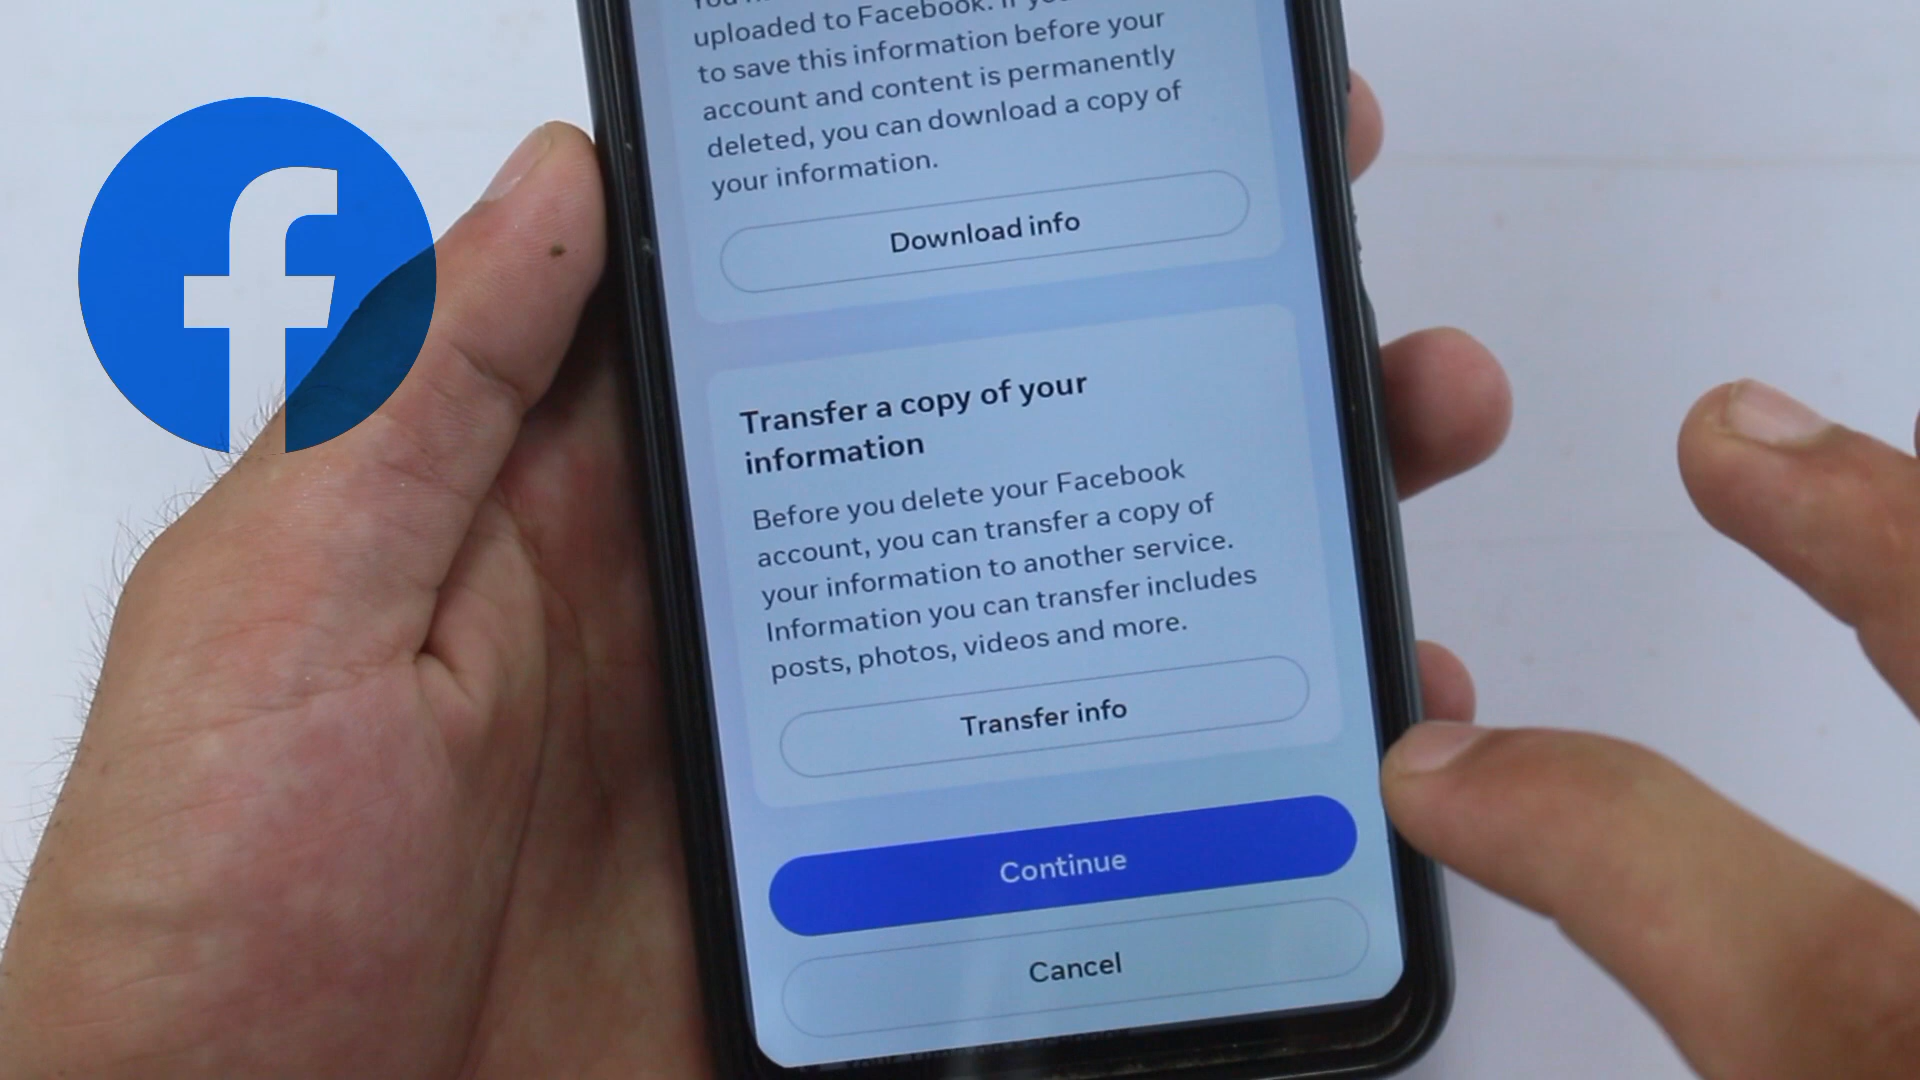 uploaded to Facebook. If
to save this information before your
account and content is permanently
deleted, you can download a copy of
your information.
Download info
Transfer a copy of your
information
Before you delete your Facebook
account, you can transfer a copy of
your information to another service.
Information you can transfer includes
posts, photos, videos and more.
Transfer info
Continue
Cancel